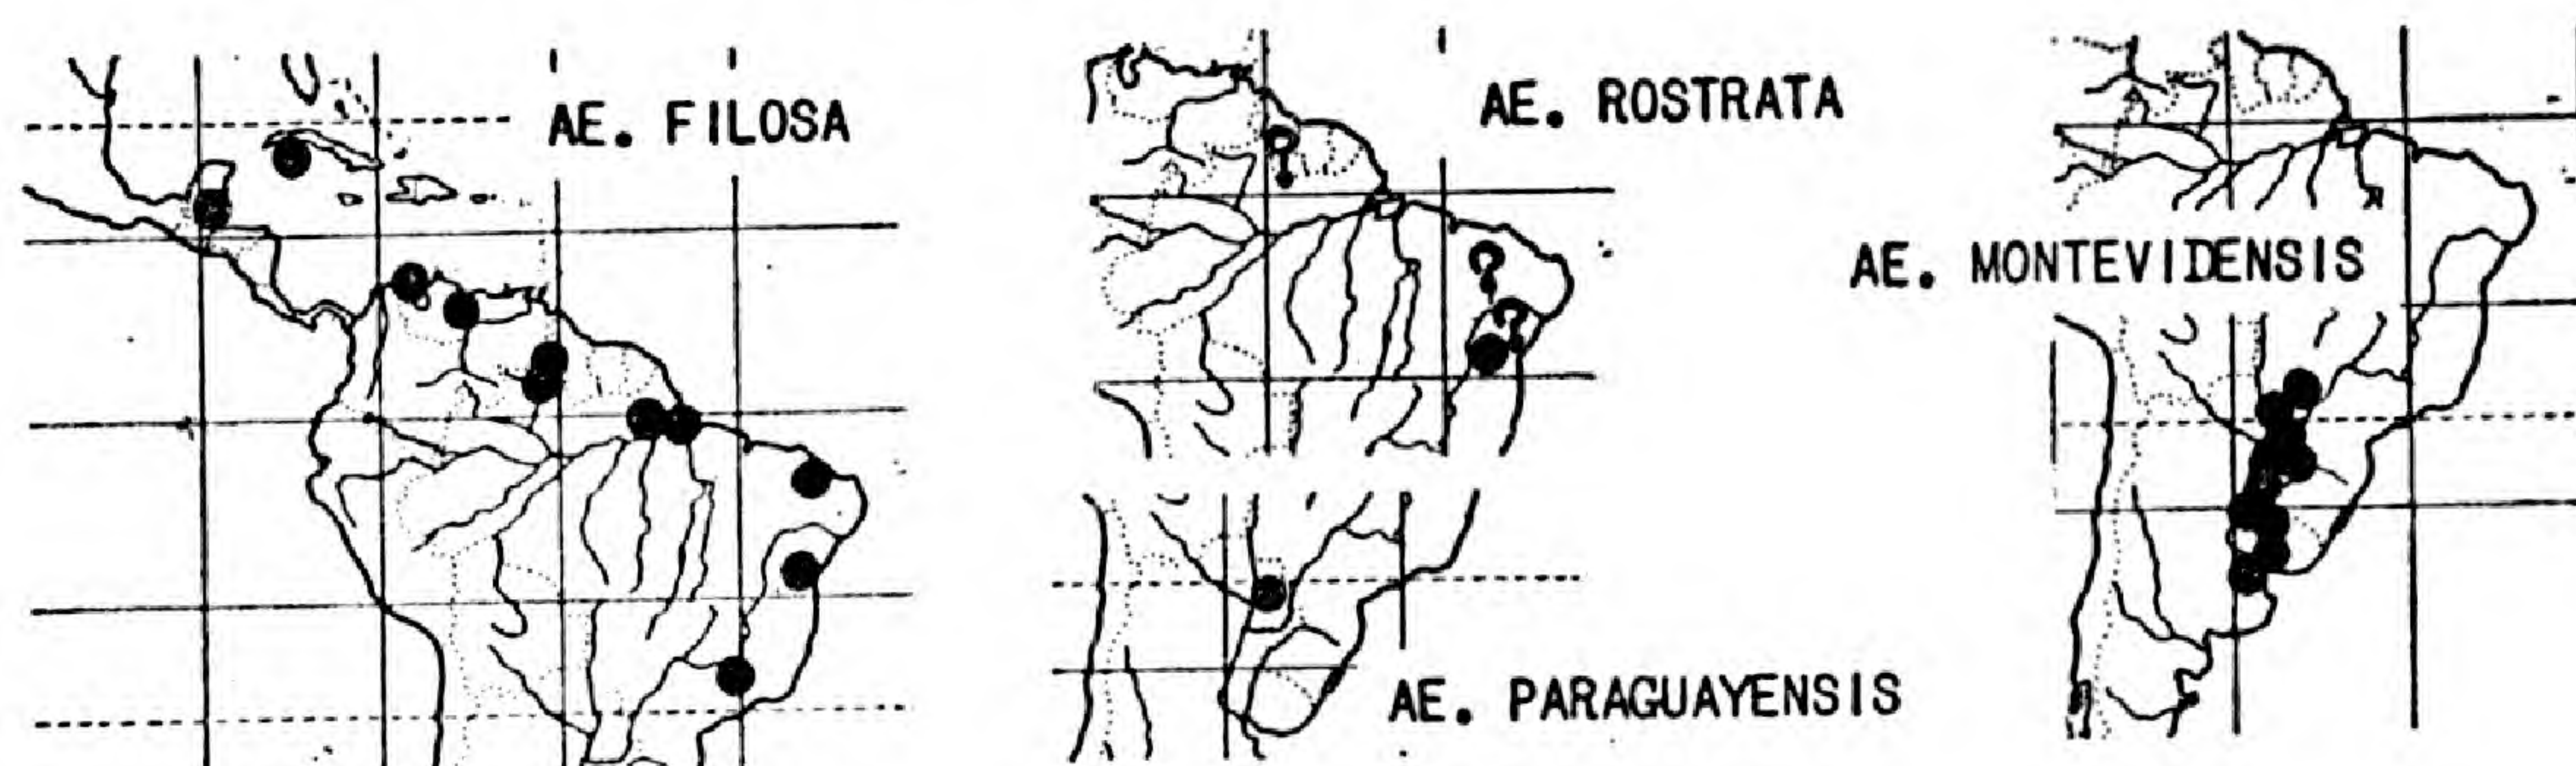 AE. FILOSA
AE. ROSTRATA
?
?
?
AE. MONTEVIDENSIS
AE. PARAGUAYENSIS